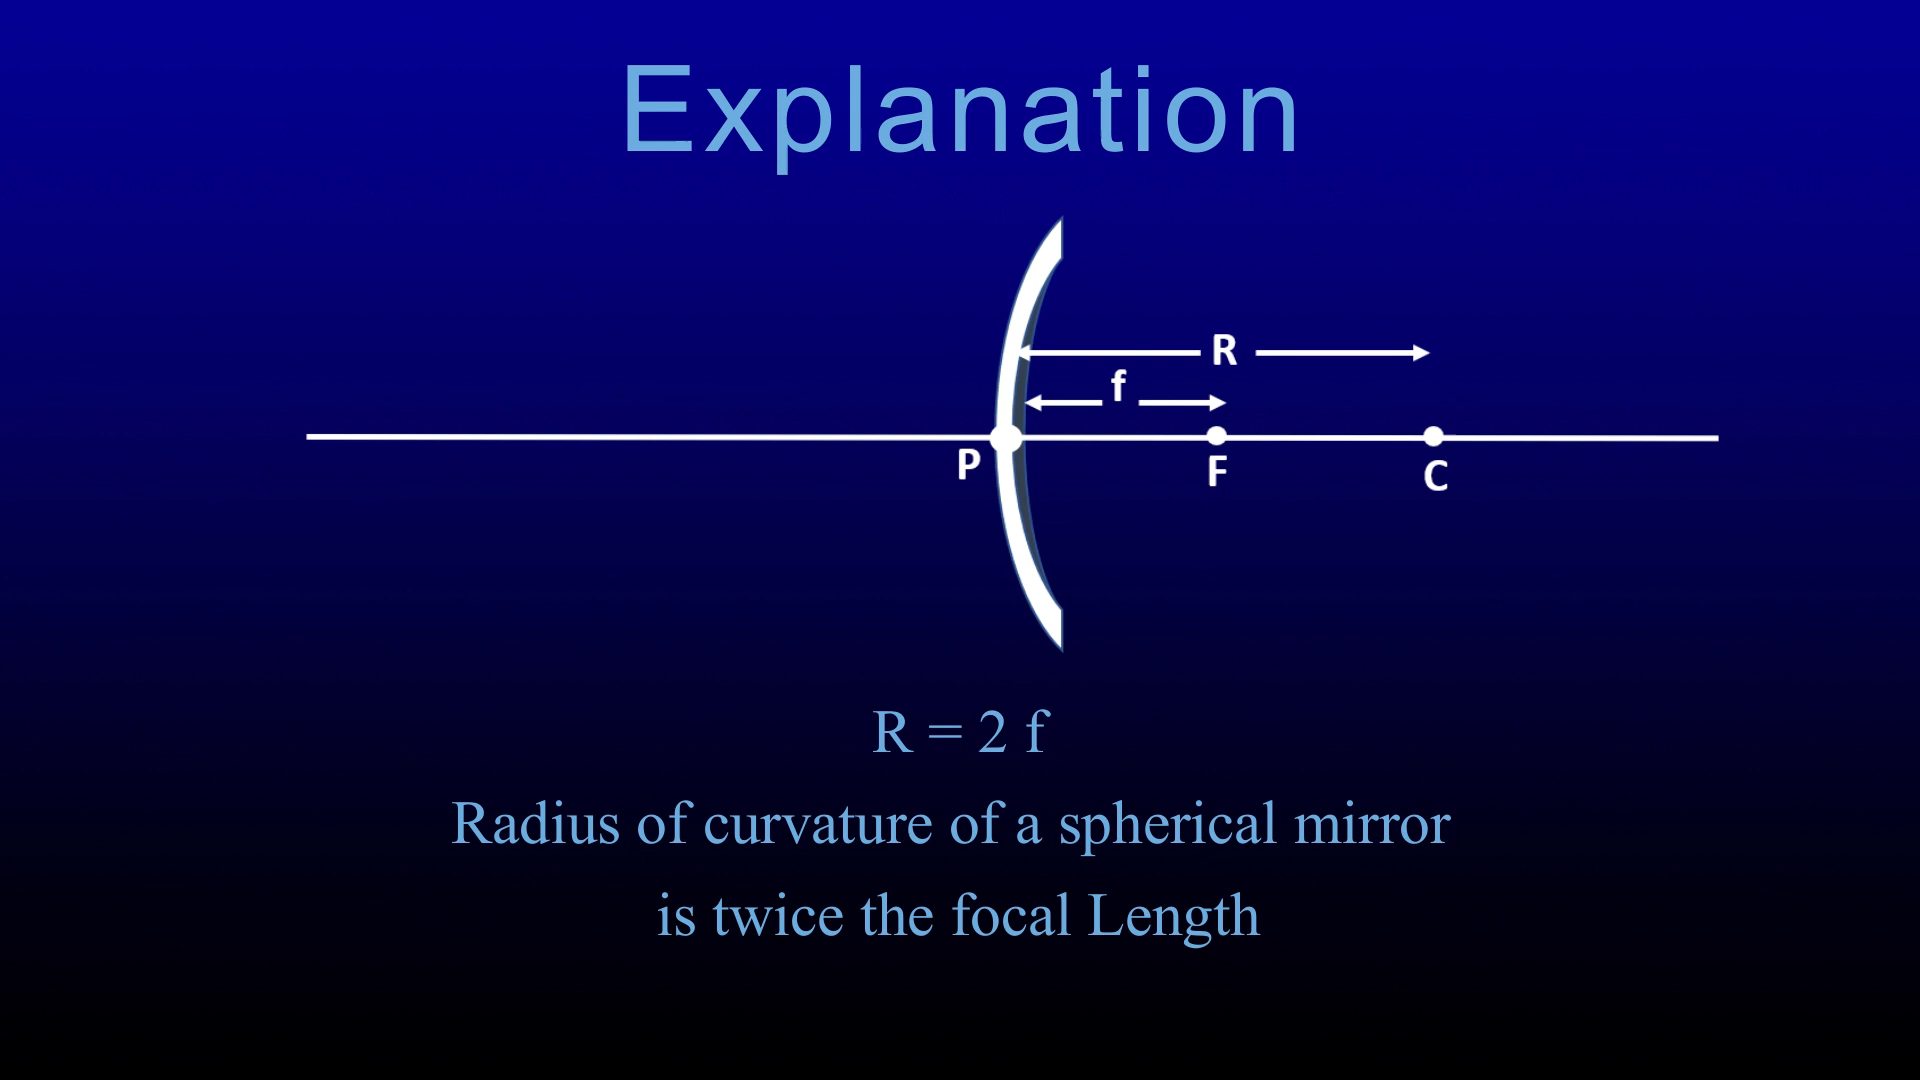 Explanation
R
f
P
F
C
R = 2 f
Radius of curvature of a spherical mirror
is twice the focal Length